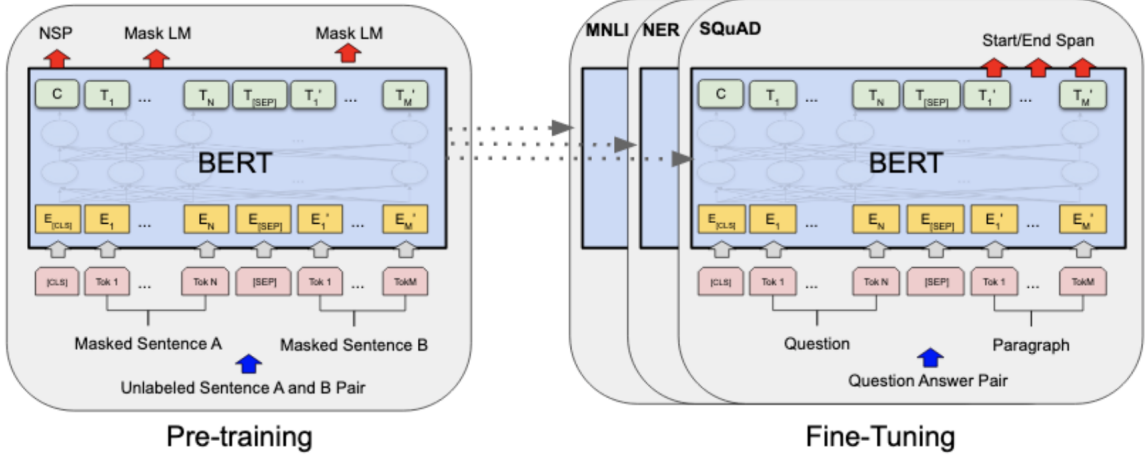 NSP Mask LM Mask LM
C T1 ... TN T[SEP] T1' ... TM'
BERT
E[CLS] E1 ... EN E[SEP] E1' ... EM'
[CLS] Tok 1 ... Tok N [SEP] Tok 1 ... TokM
Masked Sentence A Masked Sentence B
Unlabeled Sentence A and B Pair
Pre-training
MNLI NER SQuAD
Start/End Span
C T1 ... TN T[SEP] T1' ... TM'
BERT
E[CLS] E1 ... EN E[SEP] E1' ... EM'
[CLS] Tok 1 ... Tok N [SEP] Tok 1 ... TokM
Question Paragraph
Question Answer Pair
Fine-Tuning